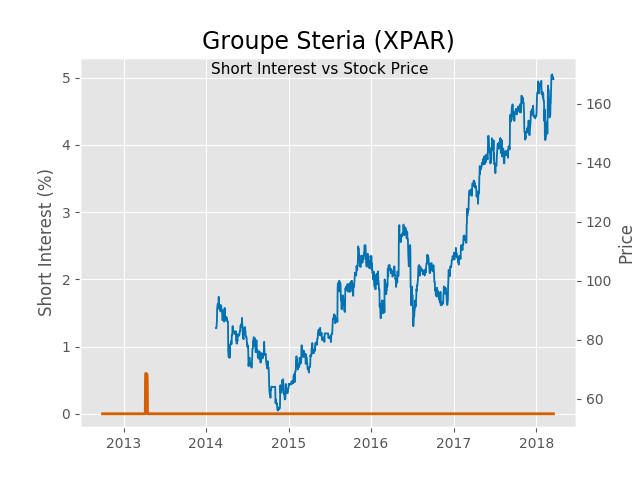 Groupe Steria (XPAR)
Short Interest vs Stock Price
Short Interest (%)
5
4
3
2
1
0
160
140
120
100
80
60
Price
2013 2014 2015 2016 2017 2018